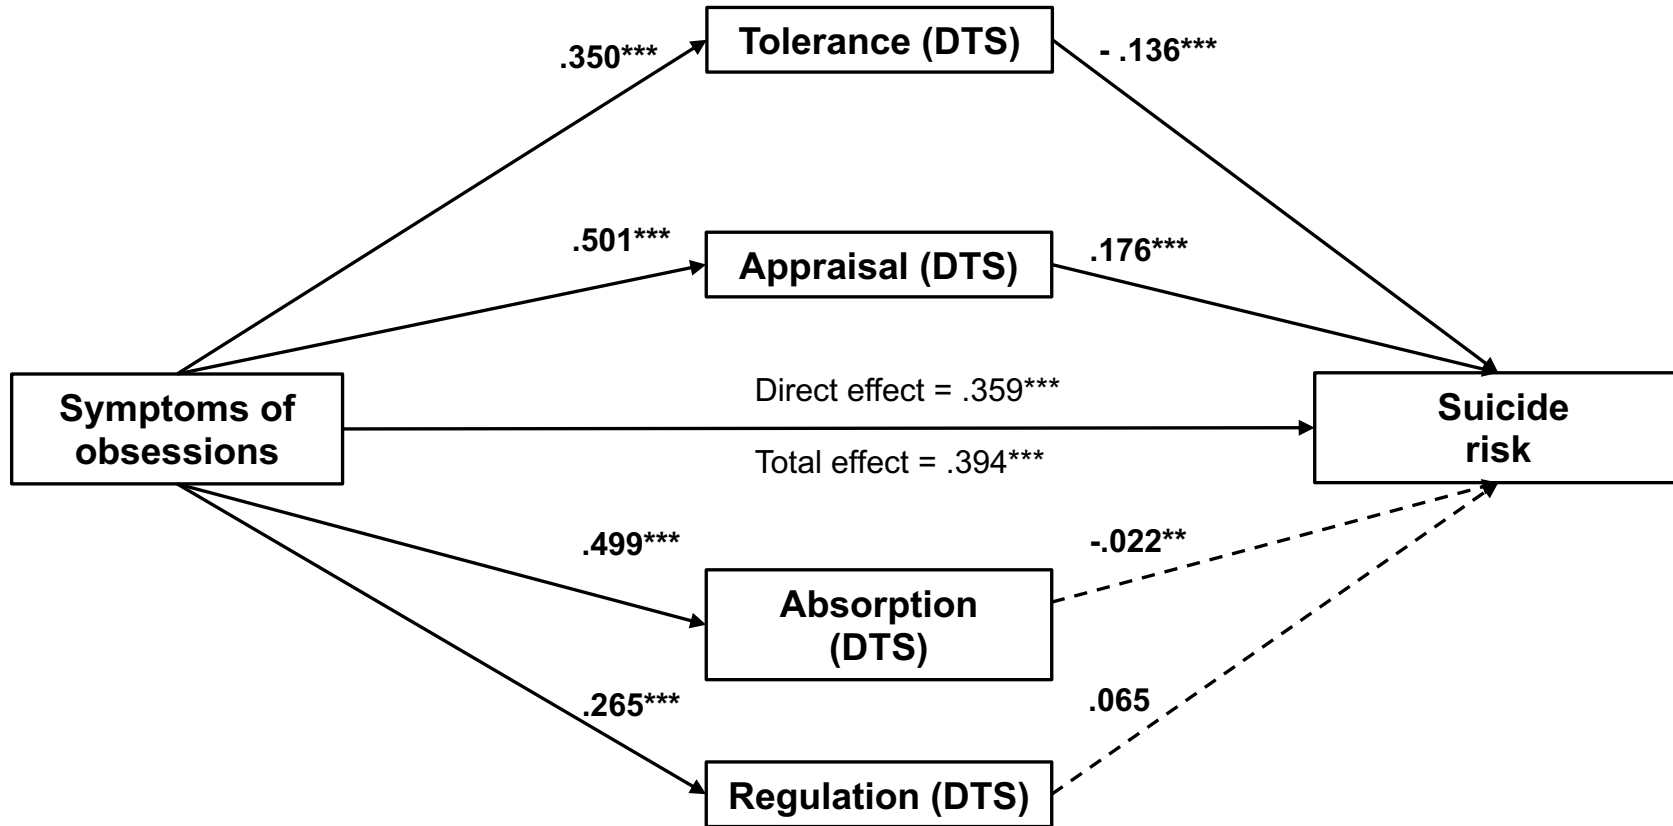 Tolerance (DTS)
.350***
- .136***
.501***
Appraisal (DTS)
.176***
Symptoms of
obsessions
Direct effect = .359***
Total effect = .394***
Suicide
risk
.499***
-.022**
Absorption
(DTS)
.265***
.065
Regulation (DTS)